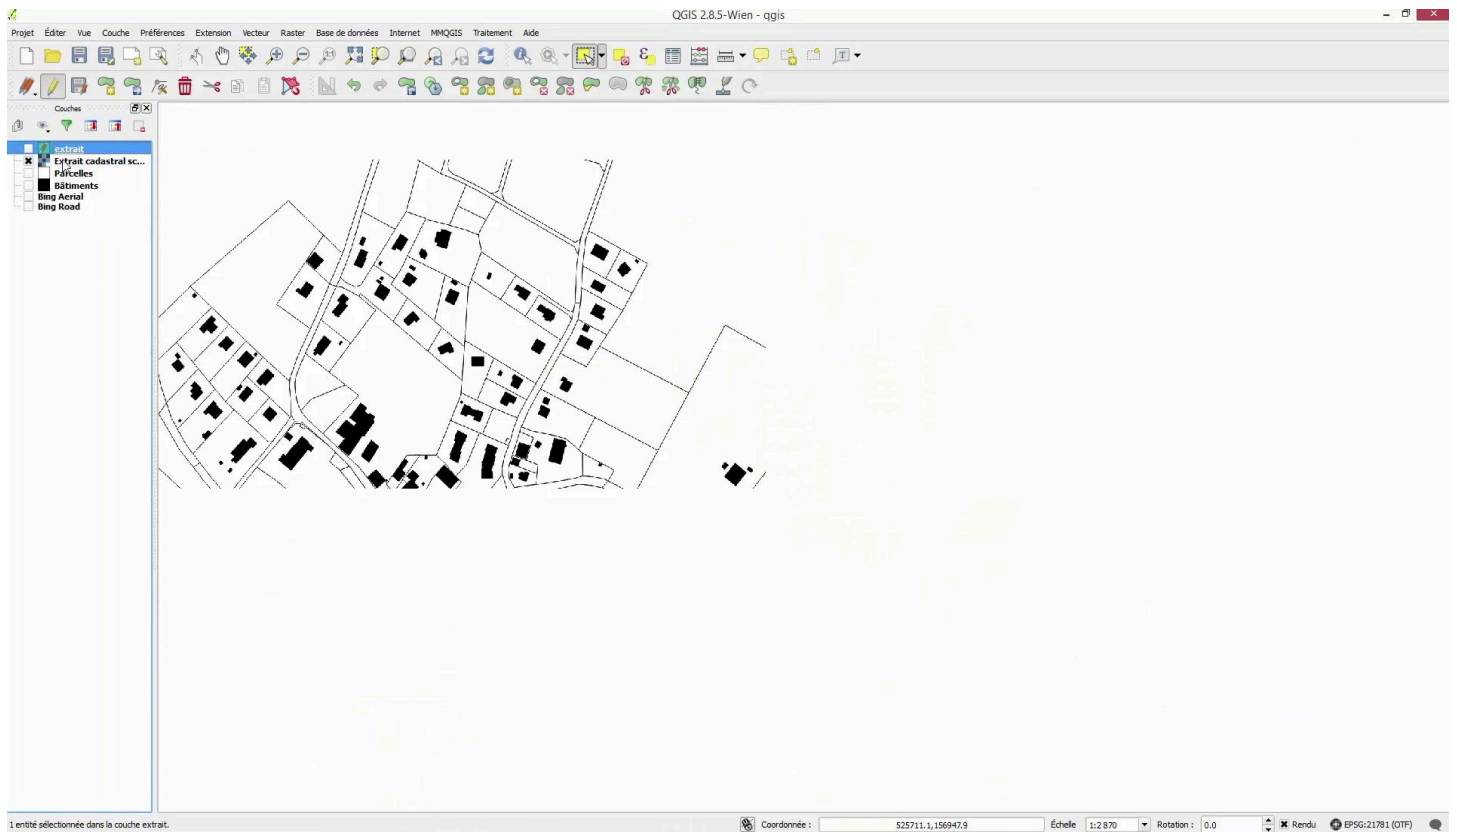 QGIS 2.8.5-Wien - qgis
Projet Éditer Vue Couche Préférences Extension Vecteur Raster Base de données Internet MMQGIS Traitement Aide
Couches
extrait
Extrait cadastral sc...
Parcelles
Bâtiments
Bing Aerial
Bing Road
1 entité sélectionnée dans la couche extrait.
Coordonnée : 525711.1,156947.9 Échelle 1:2 870 Rotation : 0.0 Rendu EPSG:21781 (OTF)